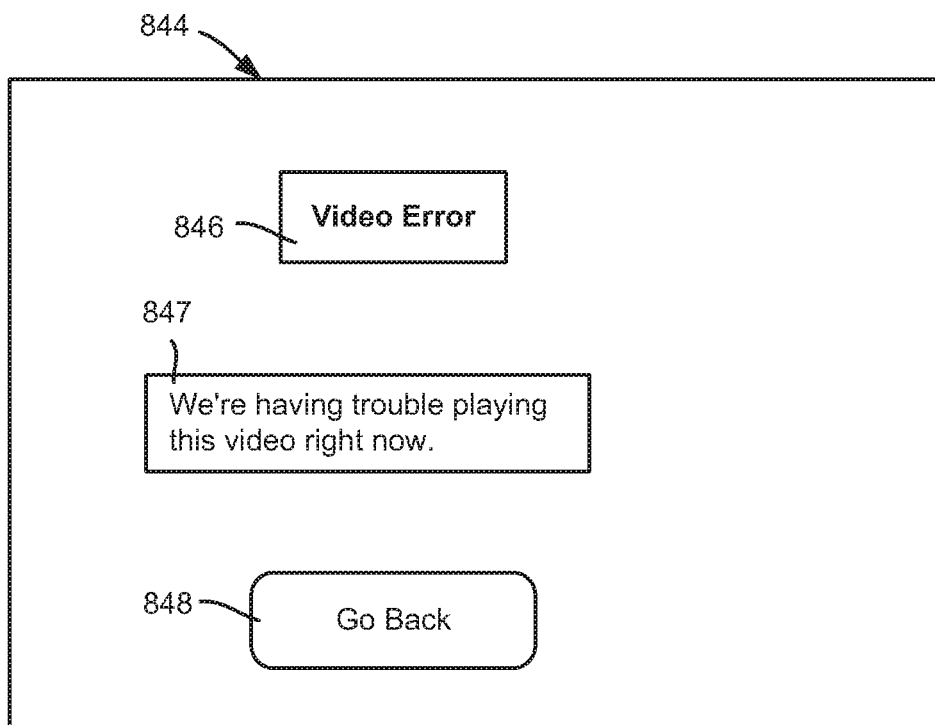 844
Video Error
846
847
We're having trouble playing
this video right now.
848
Go Back